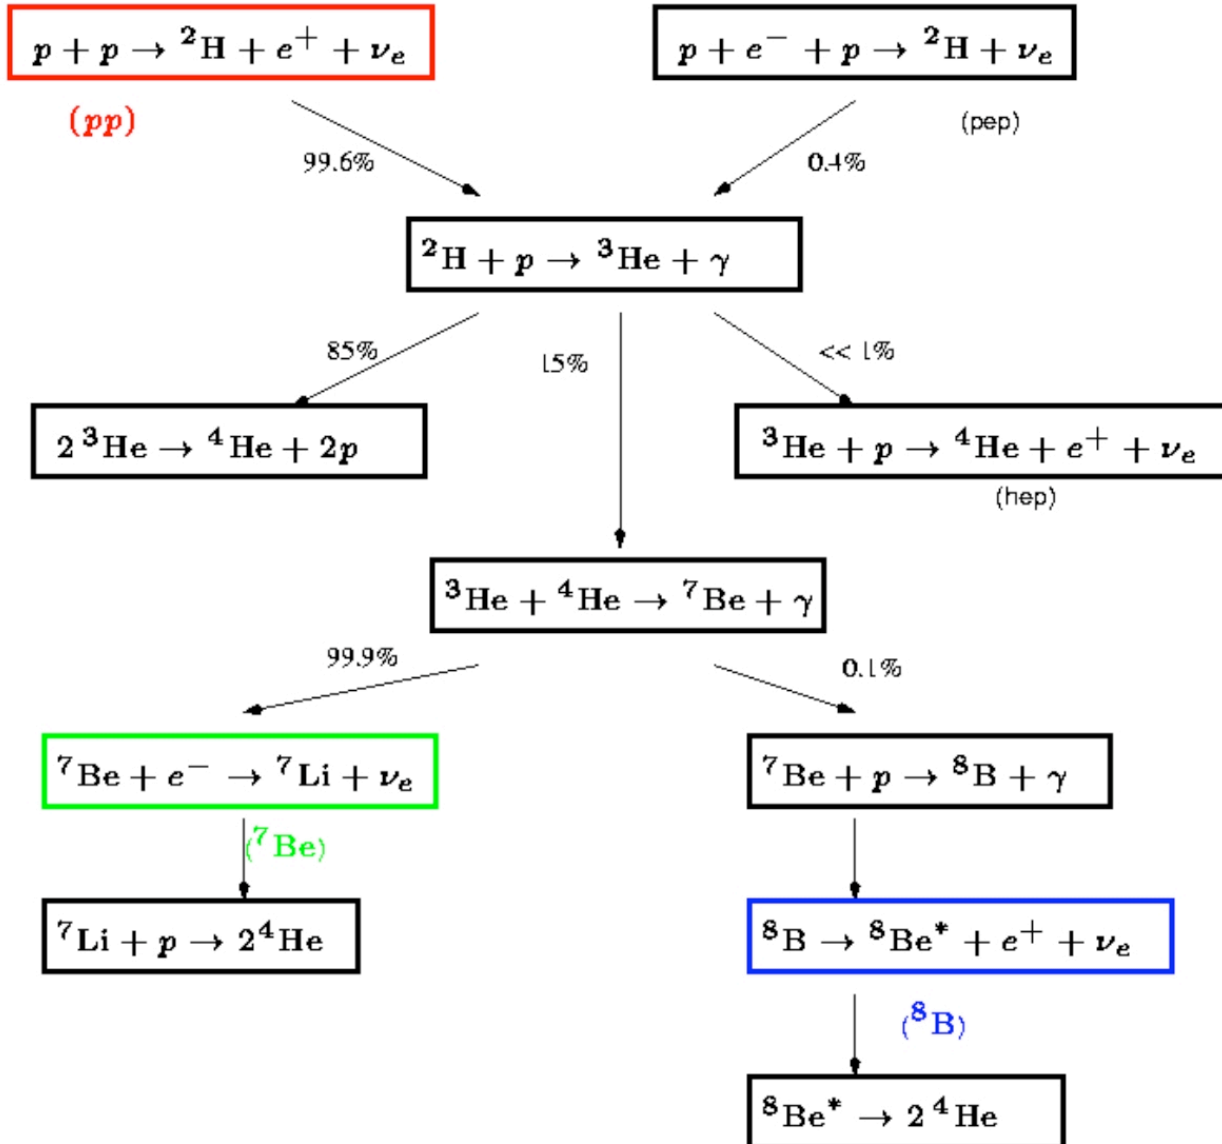 p + p → ²H + e⁺ + νₑ
p + e⁻ + p → ²H + νₑ
(pp)
(pep)
99.6%
0.4%
²H + p → ³He + γ
85%
15%
<< 1%
2 ³He → ⁴He + 2p
³He + p → ⁴He + e⁺ + νₑ
(hep)
³He + ⁴He → ⁷Be + γ
99.9%
0.1%
⁷Be + e⁻ → ⁷Li + νₑ
⁷Be + p → ⁸B + γ
(⁷Be)
⁷Li + p → 2⁴He
⁸B → ⁸Be* + e⁺ + νₑ
(⁸B)
⁸Be* → 2 ⁴He